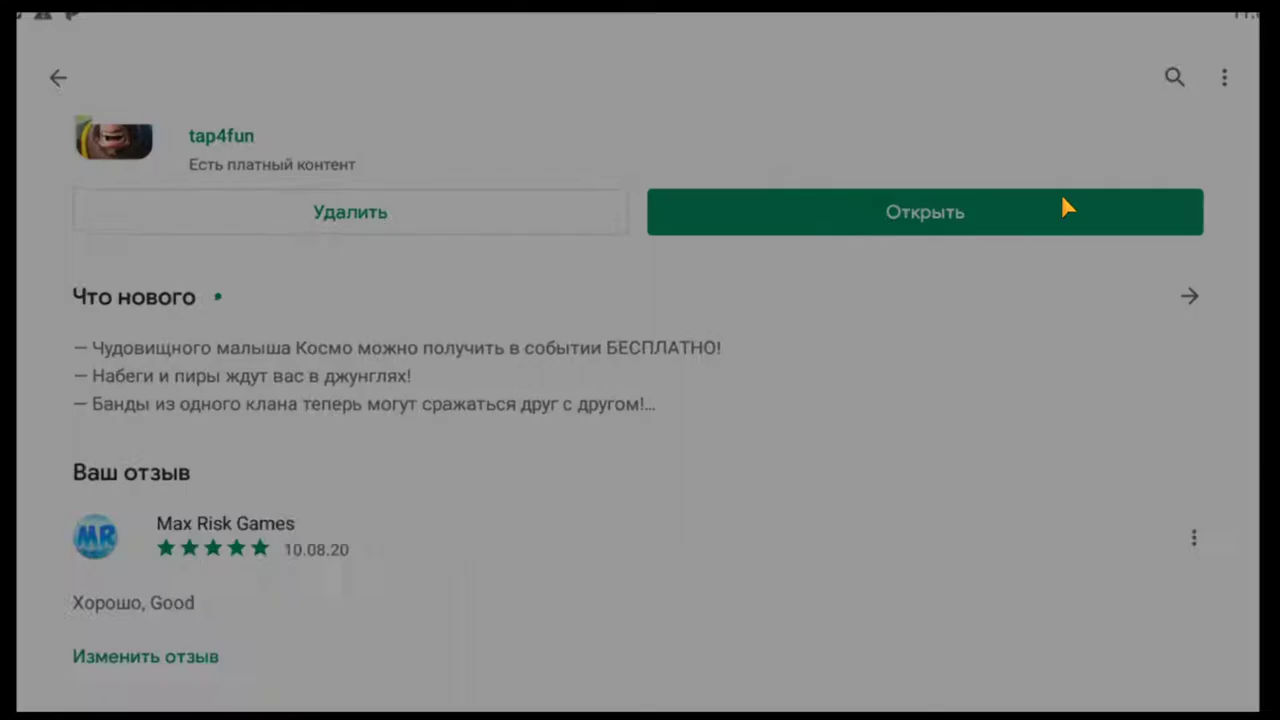 tap4fun
Есть платный контент
Удалить
Открыть
Что нового
— Чудовищного малыша Космо можно получить в событии БЕСПЛАТНО!
— Набеги и пиры ждут вас в джунглях!
— Банды из одного клана теперь могут сражаться друг с другом!...
Ваш отзыв
MR
Max Risk Games
10.08.20
Хорошо, Good
Изменить отзыв